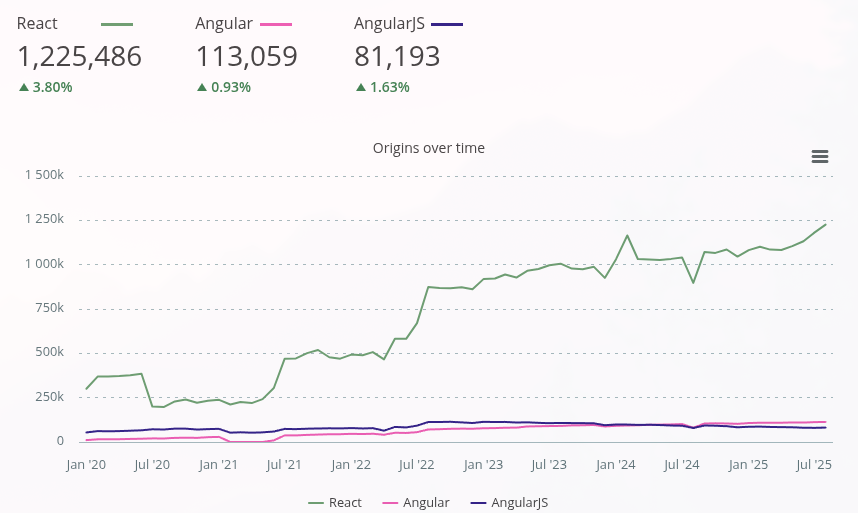 React Angular AngularJS
1,225,486 113,059 81,193
3.80% 0.93% 1.63%
Origins over time
1 500k
1 250k
1 000k
750k
500k
250k
0
Jan '20 Jul '20 Jan '21 Jul '21 Jan '22 Jul '22 Jan '23 Jul '23 Jan '24 Jul '24 Jan '25 Jul '25
React Angular AngularJS